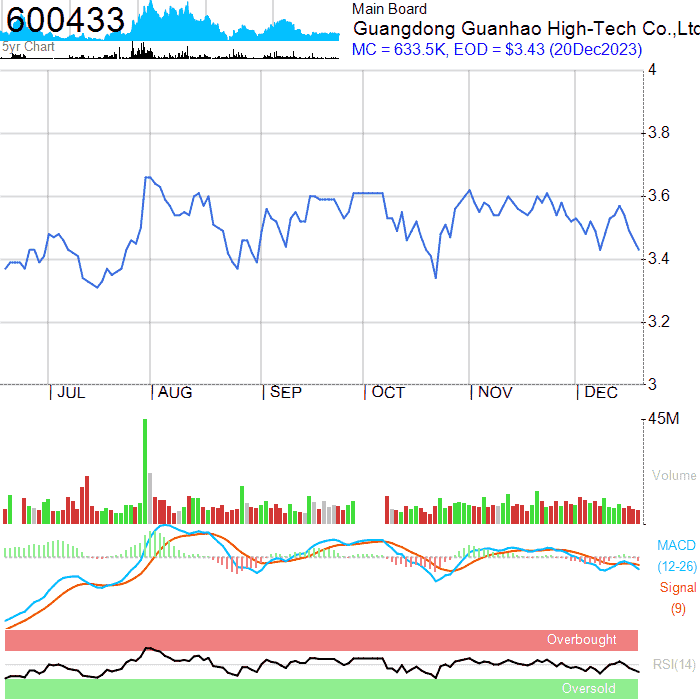 600433
5yr Chart
Main Board
Guangdong Guanhao High-Tech Co.,Ltd
MC = 633.5K, EOD = $3.43 (20Dec2023)
4
3.8
3.6
3.4
3.2
3
JUL AUG SEP OCT NOV DEC
45M
Volume
MACD
(12-26)
Signal
(9)
Overbought
RSI(14)
Oversold